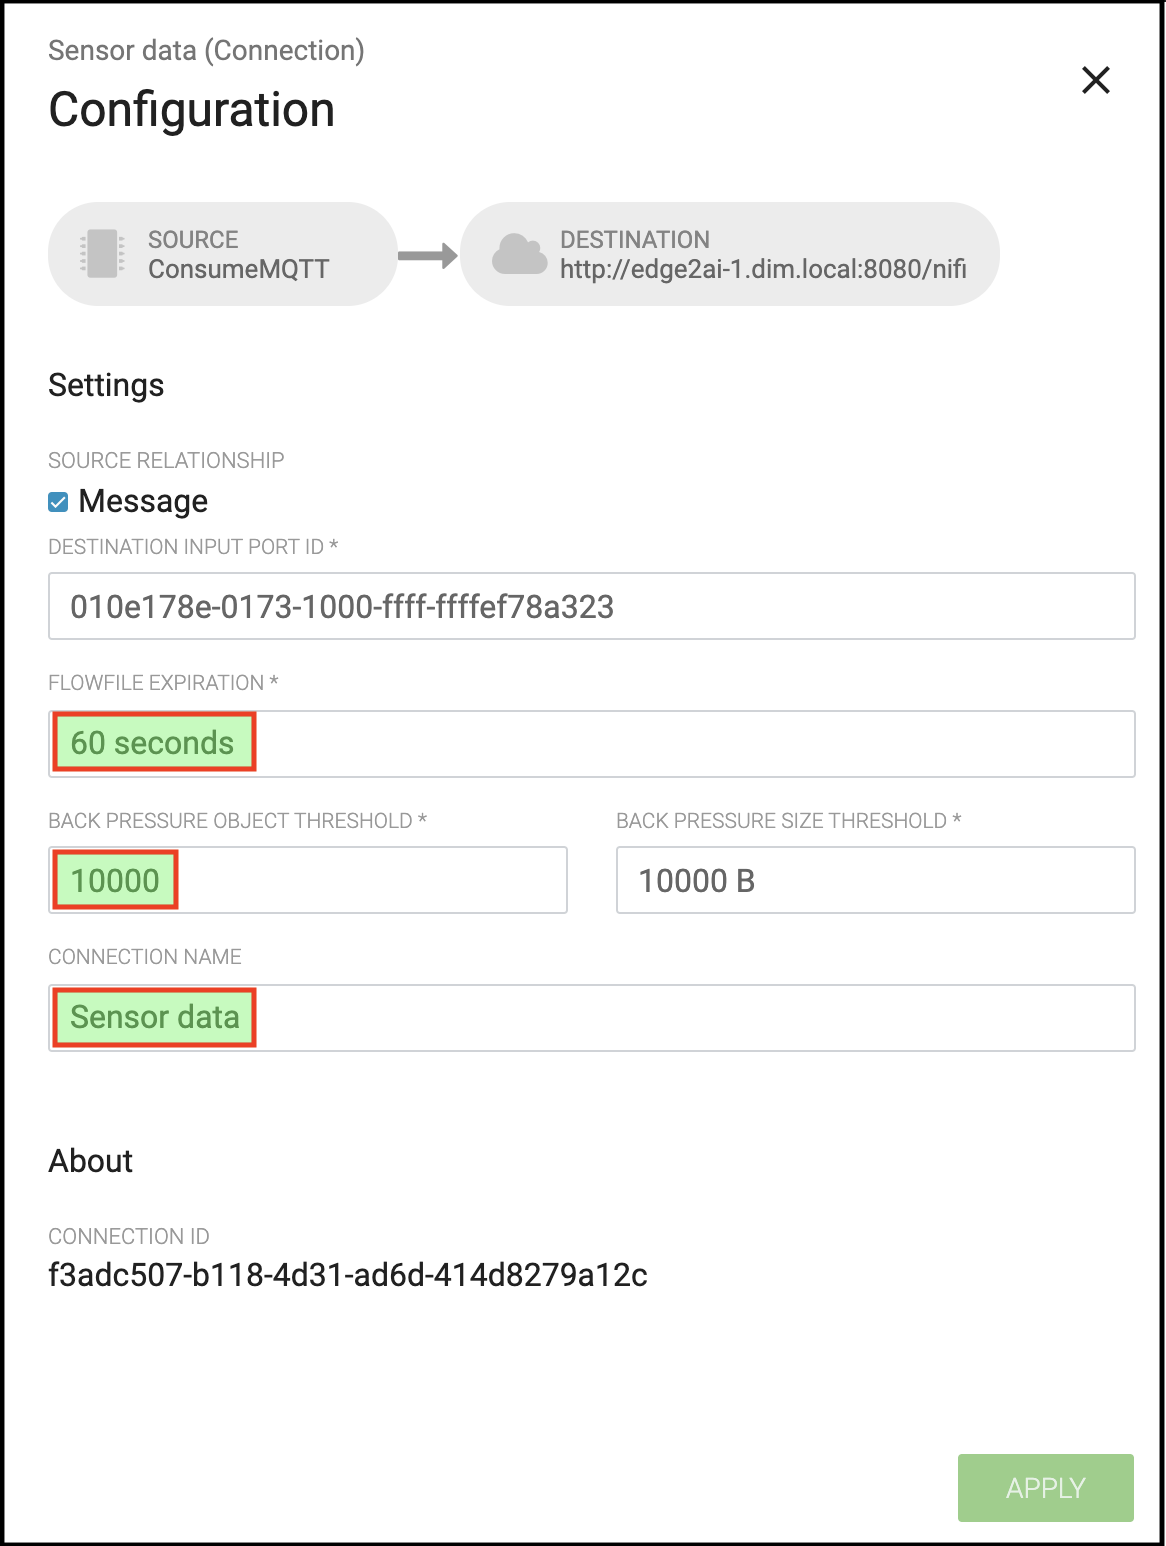 Sensor data (Connection)
Configuration
SOURCE
ConsumeMQTT
DESTINATION
http://edge2ai-1.dim.local:8080/nifi
Settings
SOURCE RELATIONSHIP
Message
DESTINATION INPUT PORT ID *
010e178e-0173-1000-ffff-ffffef78a323
FLOWFILE EXPIRATION *
60 seconds
BACK PRESSURE OBJECT THRESHOLD *
10000
BACK PRESSURE SIZE THRESHOLD *
10000 B
CONNECTION NAME
Sensor data
About
CONNECTION ID
f3adc507-b118-4d31-ad6d-414d8279a12c
APPLY